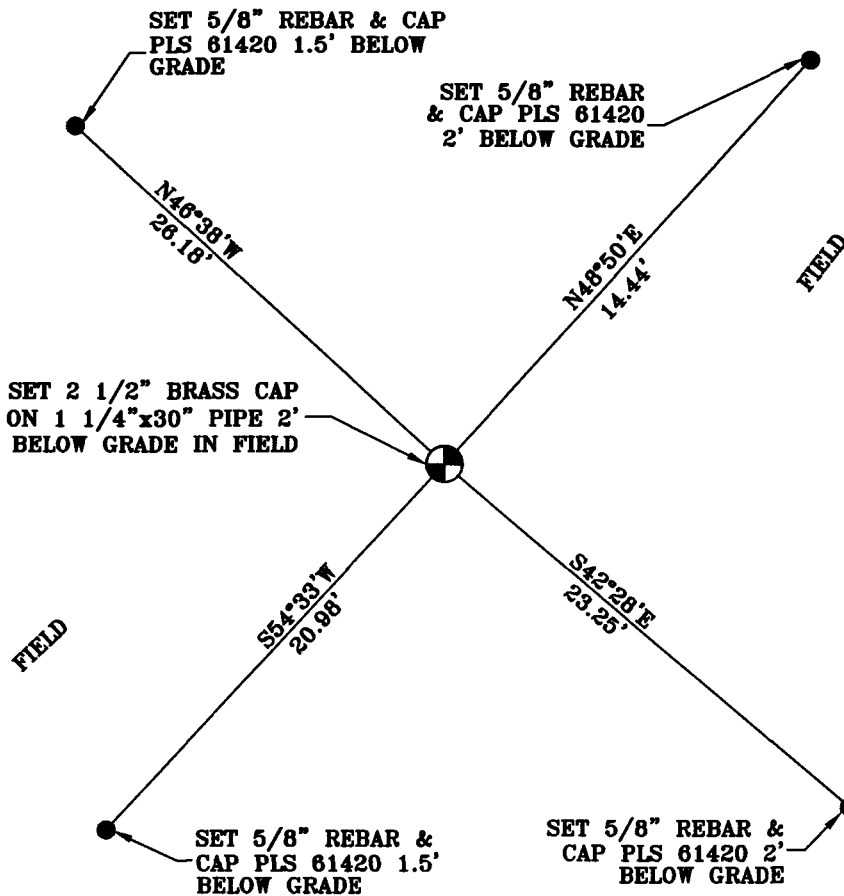 SET 5/8" REBAR & CAP
PLS 61420 1.5' BELOW
GRADE
SET 5/8" REBAR
& CAP PLS 61420
2' BELOW GRADE
N46°38'W
26.18'
N48°50'E
14.44'
FIELD
SET 2 1/2" BRASS CAP
ON 1 1/4"x30" PIPE 2'
BELOW GRADE IN FIELD
S54°33'W
20.98'
S42°28'E
23.25'
FIELD
SET 5/8" REBAR &
CAP PLS 61420 1.5'
BELOW GRADE
SET 5/8" REBAR &
CAP PLS 61420 2'
BELOW GRADE